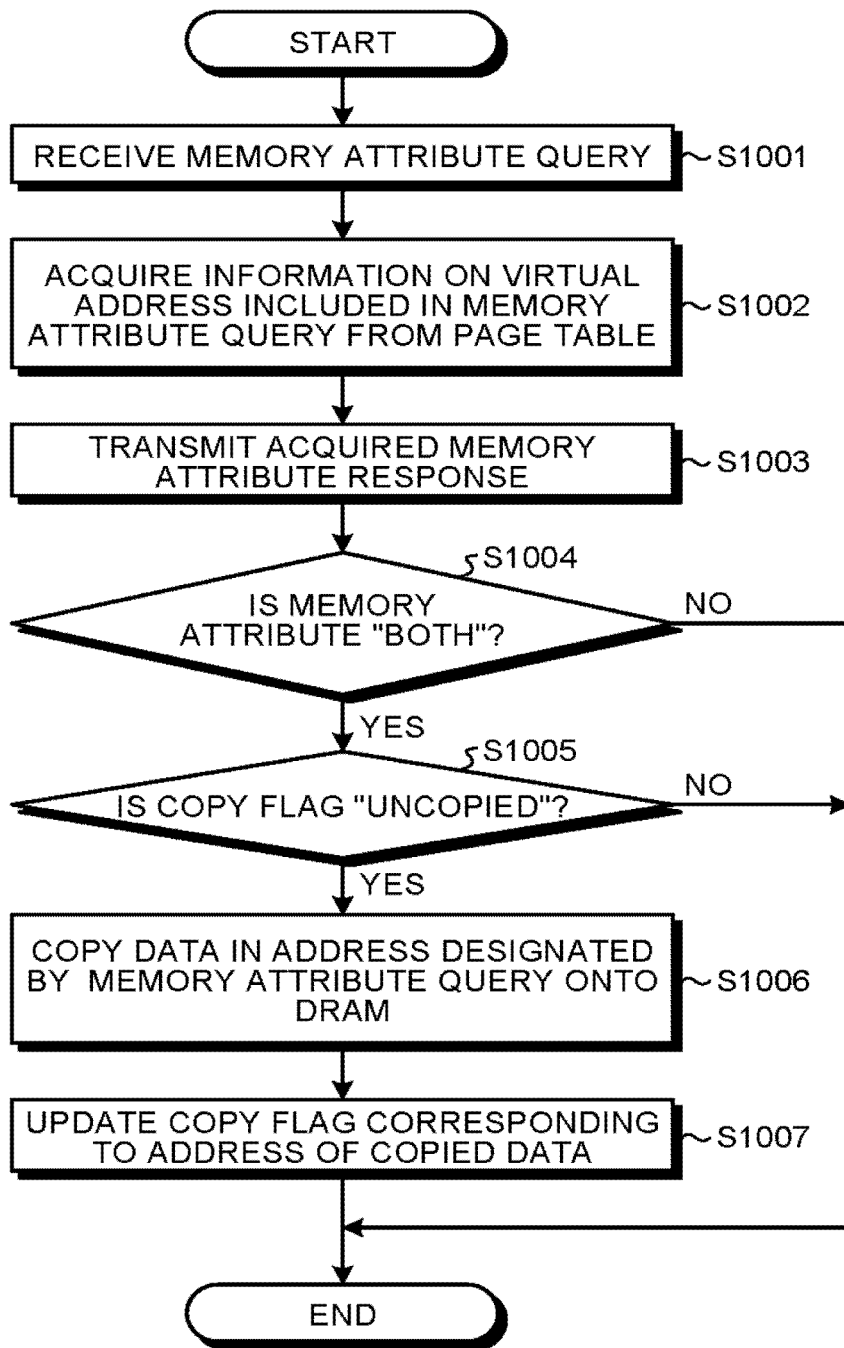 START
RECEIVE MEMORY ATTRIBUTE QUERY
S1001
ACQUIRE INFORMATION ON VIRTUAL
ADDRESS INCLUDED IN MEMORY
ATTRIBUTE QUERY FROM PAGE TABLE
S1002
TRANSMIT ACQUIRED MEMORY
ATTRIBUTE RESPONSE
S1003
S1004
IS MEMORY
ATTRIBUTE "BOTH"?
NO
YES
S1005
IS COPY FLAG "UNCOPIED"?
NO
YES
COPY DATA IN ADDRESS DESIGNATED
BY MEMORY ATTRIBUTE QUERY ONTO
DRAM
S1006
UPDATE COPY FLAG CORRESPONDING
TO ADDRESS OF COPIED DATA
S1007
END